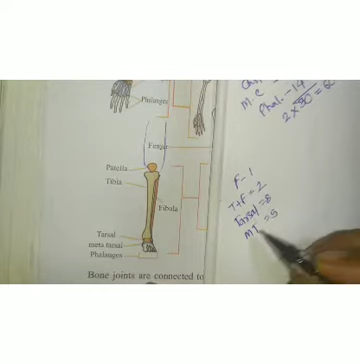 Phalanges
Femur
Patella
Tibia
Fibula
Tarsal
meta tarsal
Phalanges
Bone joints are connected to
M.C
Phal. - 14
2 x 30 = 60
F - 1
T+F = 2
Tarsal = 8
MT = 5